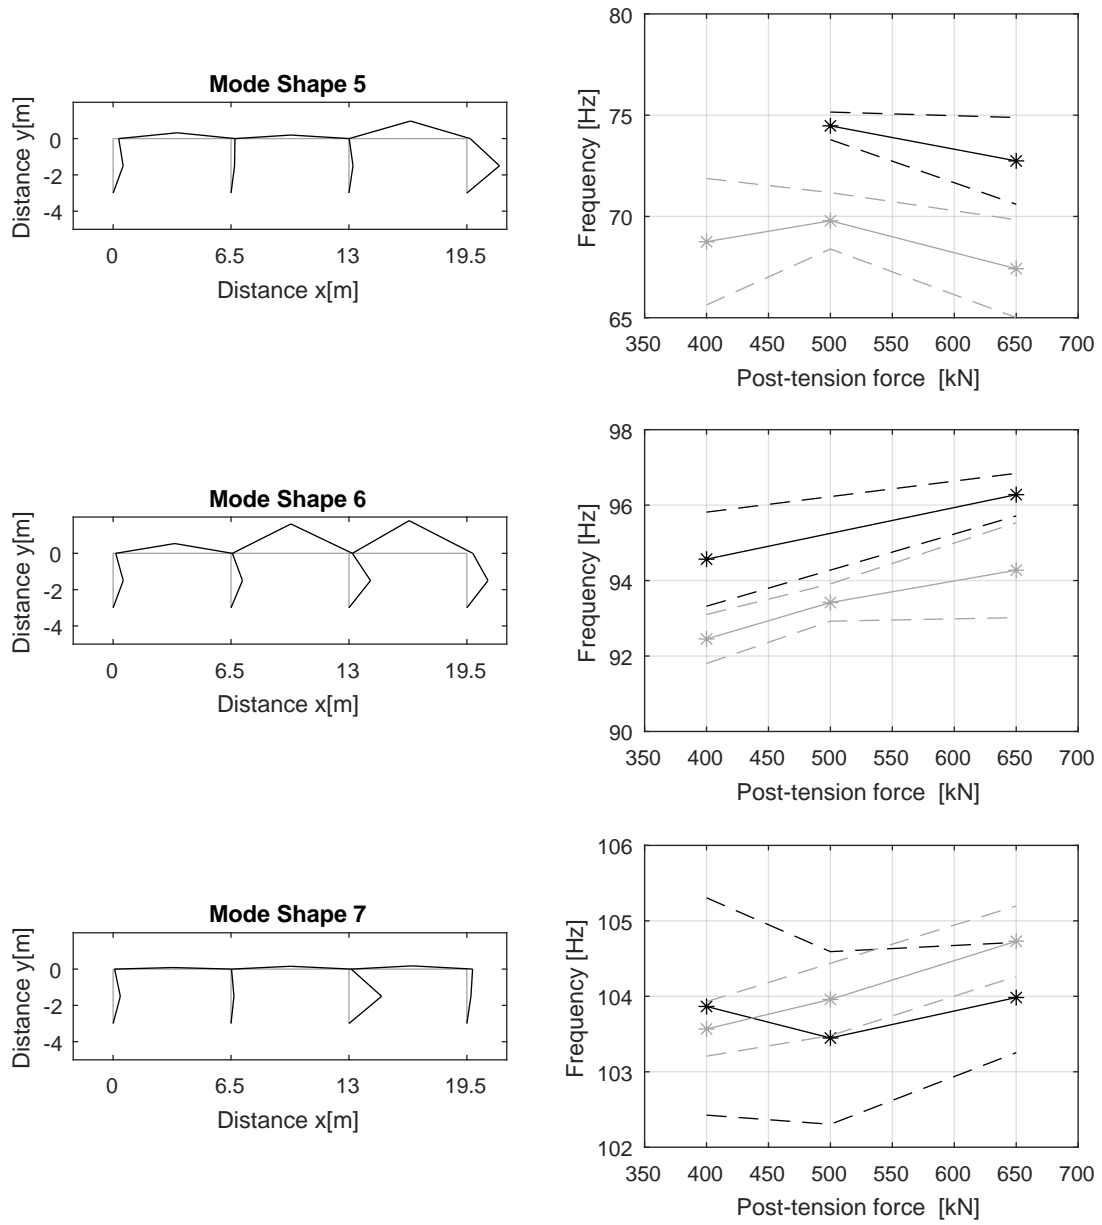 Mode Shape 5
Distance y[m]
0
-2
-4
0 6.5 13 19.5
Distance x[m]
Frequency [Hz]
80
75
70
65
350 400 450 500 550 600 650 700
Post-tension force [kN]
Mode Shape 6
Distance y[m]
0
-2
-4
0 6.5 13 19.5
Distance x[m]
Frequency [Hz]
98
96
94
92
90
350 400 450 500 550 600 650 700
Post-tension force [kN]
Mode Shape 7
Distance y[m]
0
-2
-4
0 6.5 13 19.5
Distance x[m]
Frequency [Hz]
106
105
104
103
102
350 400 450 500 550 600 650 700
Post-tension force [kN]